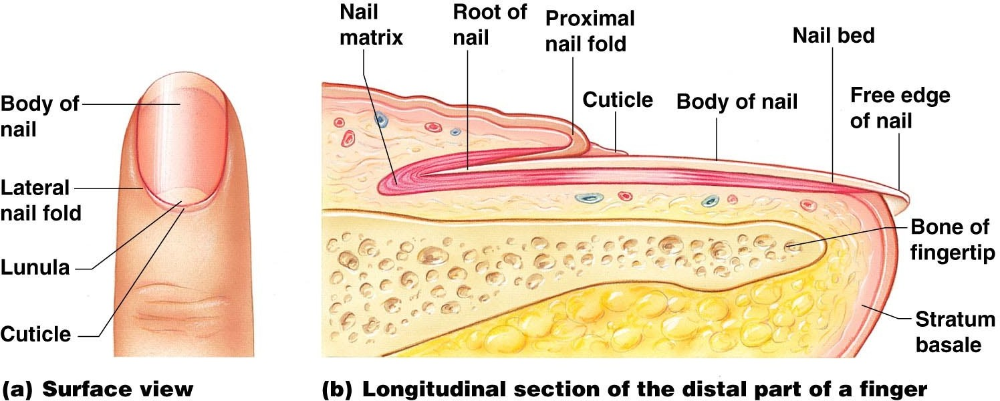 Body of
nail
Lateral
nail fold
Lunula
Cuticle
(a) Surface view
Nail
matrix
Root of
nail
Proximal
nail fold
Cuticle
Body of nail
Nail bed
Free edge
of nail
Bone of
fingertip
Stratum
basale
(b) Longitudinal section of the distal part of a finger